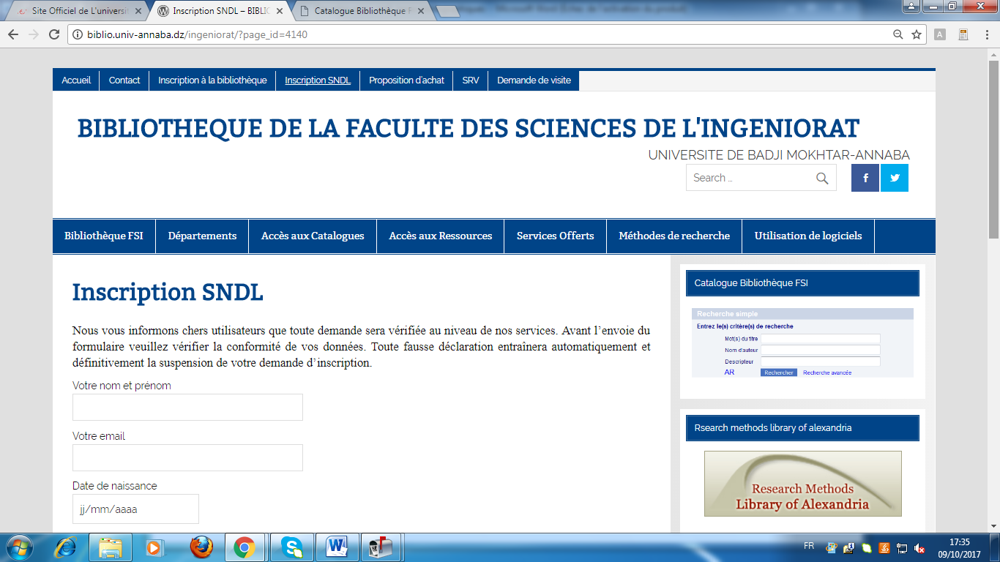 Site Officiel De L'universi
Inscription SNDL – BIBLIO
Catalogue Bibliothèque F
biblio.univ-annaba.dz/ingeniorat/?page_id=4140
Accueil Contact Inscription à la bibliothèque Inscription SNDL Proposition d'achat SRV Demande de visite
BIBLIOTHEQUE DE LA FACULTE DES SCIENCES DE L'INGENIORAT
UNIVERSITE DE BADJI MOKHTAR-ANNABA
Search ...
Bibliothèque FSI Départements Accès aux Catalogues Accès aux Ressources Services Offerts Méthodes de recherche Utilisation de logiciels
Inscription SNDL
Nous vous informons chers utilisateurs que toute demande sera vérifiée au niveau de nos services. Avant l'envoie du
formulaire veuillez vérifier la conformité de vos données. Toute fausse déclaration entraînera automatiquement et
définitivement la suspension de votre demande d'inscription.
Votre nom et prénom
Votre email
Date de naissance
jj/mm/aaaa
Catalogue Bibliothèque FSI
Recherche simple
Entrez le(s) critère(s) de recherche
Mot(s) du titre
Nom d'auteur
Descripteur
AR Rechercher Recherche avancée
Rsearch methods library of alexandria
Research Methods
Library of Alexandria
FR
17:35
09/10/2017